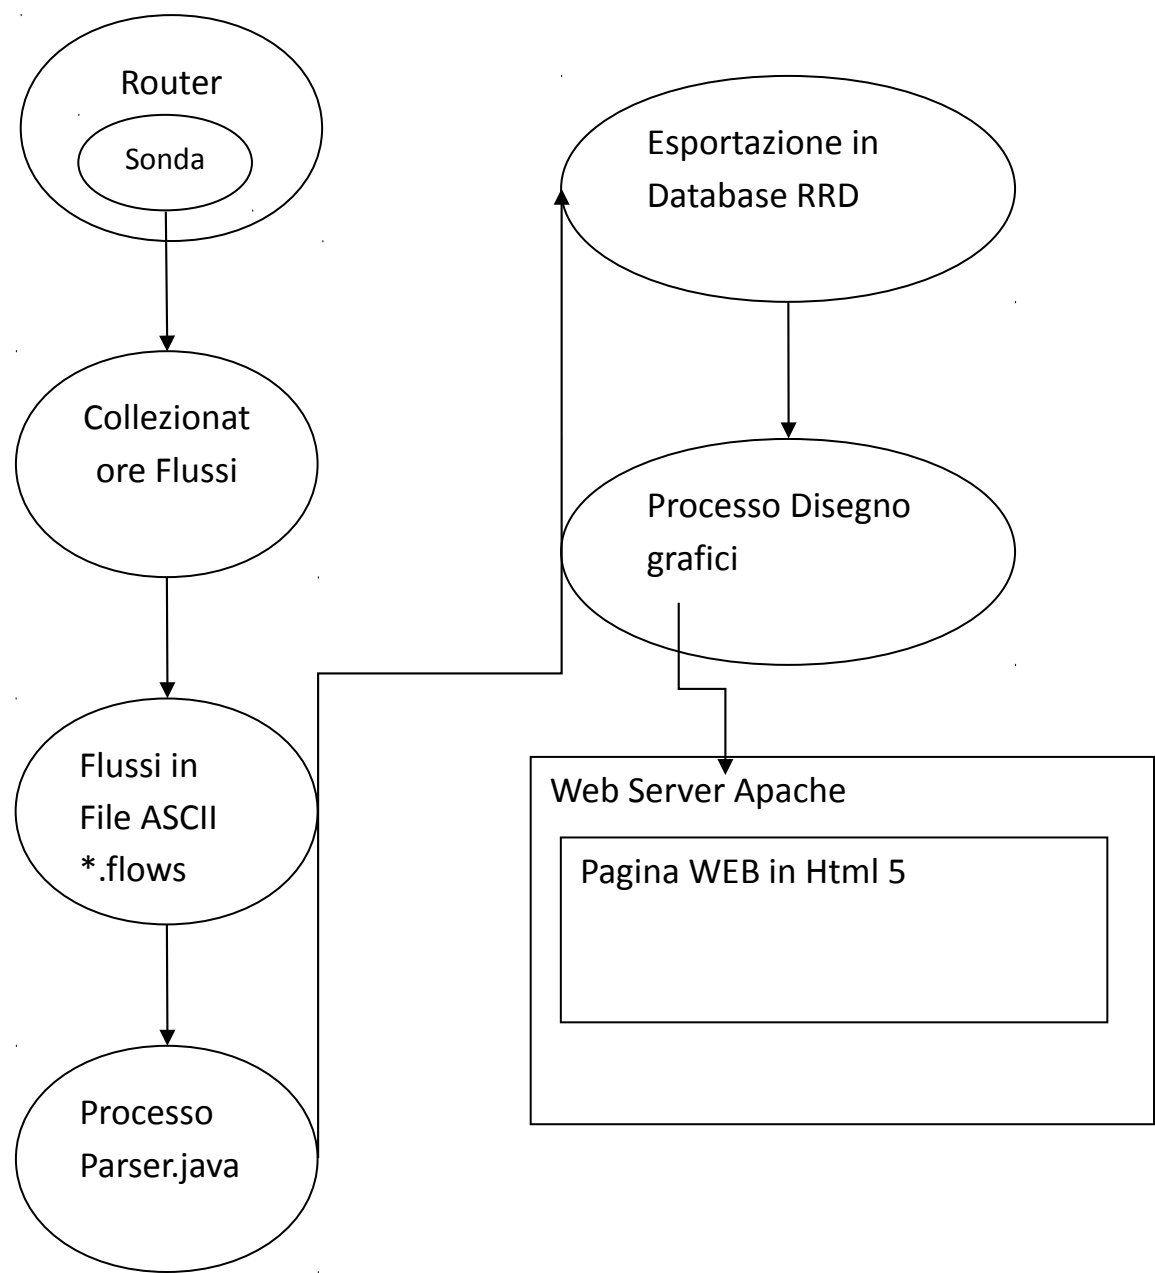 Router
Sonda
Collezionat
ore Flussi
Flussi in
File ASCII
*.flows
Processo
Parser.java
Esportazione in
Database RRD
Processo Disegno
grafici
Web Server Apache
Pagina WEB in Html 5